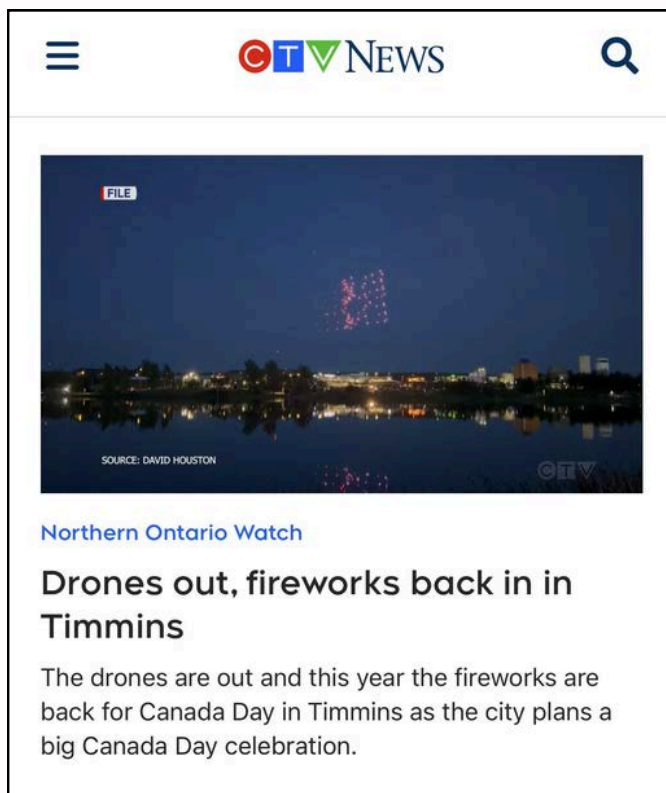 CTV NEWS
FILE
SOURCE: DAVID HOUSTON
CTV
Northern Ontario Watch
Drones out, fireworks back in in
Timmins
The drones are out and this year the fireworks are
back for Canada Day in Timmins as the city plans a
big Canada Day celebration.